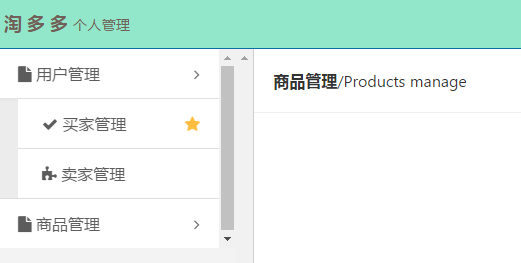 淘多多 个人管理
用户管理
买家管理
卖家管理
商品管理
商品管理/Products manage